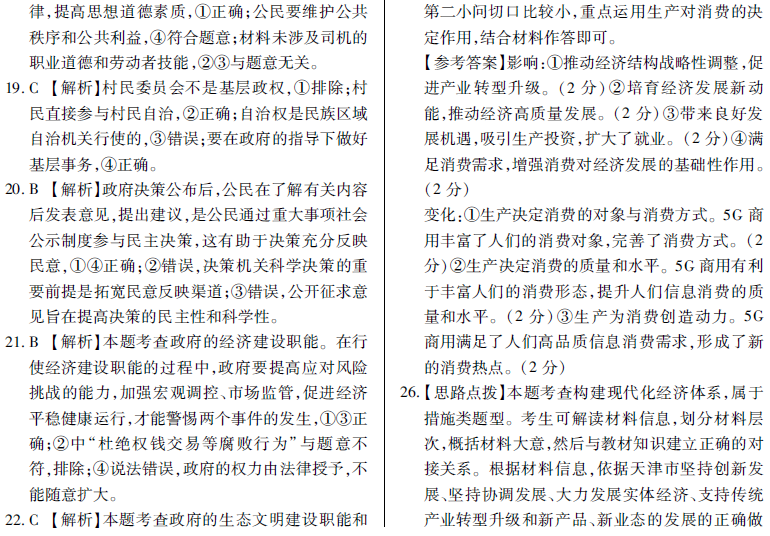 律,提高思想道德素质,①正确;公民要维护公共
秩序和公共利益,④符合题意;材料未涉及司机的
职业道德和劳动者技能,②③与题意无关。
19. C 【解析】村民委员会不是基层政权,①排除;村
民直接参与村民自治,②正确;自治权是民族区域
自治机关行使的,③错误;要在政府的指导下做好
基层事务,④正确。
20. B 【解析】政府决策公布后,公民在了解有关内容
后发表意见,提出建议,是公民通过重大事项社会
公示制度参与民主决策,这有助于决策充分反映
民意,①④正确;②错误,决策机关科学决策的重
要前提是拓宽民意反映渠道;③错误,公开征求意
见旨在提高决策的民主性和科学性。
21. B 【解析】本题考查政府的经济建设职能。在行
使经济建设职能的过程中,政府要提高应对风险
挑战的能力,加强宏观调控、市场监管,促进经济
平稳健康运行,才能警惕两个事件的发生,①③正
确;②中“杜绝权钱交易等腐败行为”与题意不
符,排除;④说法错误,政府的权力由法律授予,不
能随意扩大。
22. C 【解析】本题考查政府的生态文明建设职能和
第二小问切口比较小,重点运用生产对消费的决
定作用,结合材料作答即可。
【参考答案】影响:①推动经济结构战略性调整,促
进产业转型升级。(2 分)②培育经济发展新动
能,推动经济高质量发展。(2 分)③带来良好发
展机遇,吸引生产投资,扩大了就业。(2 分)④满
足消费需求,增强消费对经济发展的基础性作用。
(2 分)
变化:①生产决定消费的对象与消费方式。5G 商
用丰富了人们的消费对象,完善了消费方式。(2
分)②生产决定消费的质量和水平。5G 商用有利
于丰富人们的消费形态,提升人们信息消费的质
量和水平。(2 分)③生产为消费创造动力。5G
商用满足了人们高品质信息消费需求,形成了新
的消费热点。(2 分)
26.【思路点拨】本题考查构建现代化经济体系,属于
措施类题型。考生可解读材料信息,划分材料层
次,概括材料大意,然后与教材知识建立正确的对
接关系。根据材料信息,依据天津市坚持创新发
展、坚持协调发展、大力发展实体经济、支持传统
产业转型升级和新产品、新业态的发展的正确做